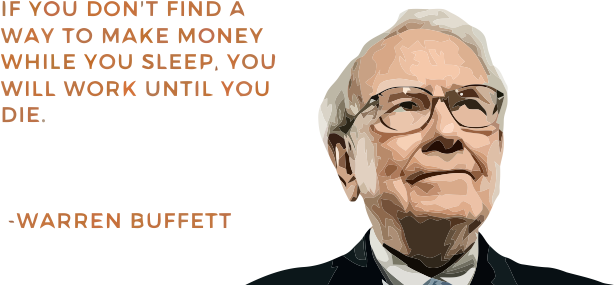 IF YOU DON'T FIND A
WAY TO MAKE MONEY
WHILE YOU SLEEP, YOU
WILL WORK UNTIL YOU
DIE.
-WARREN BUFFETT